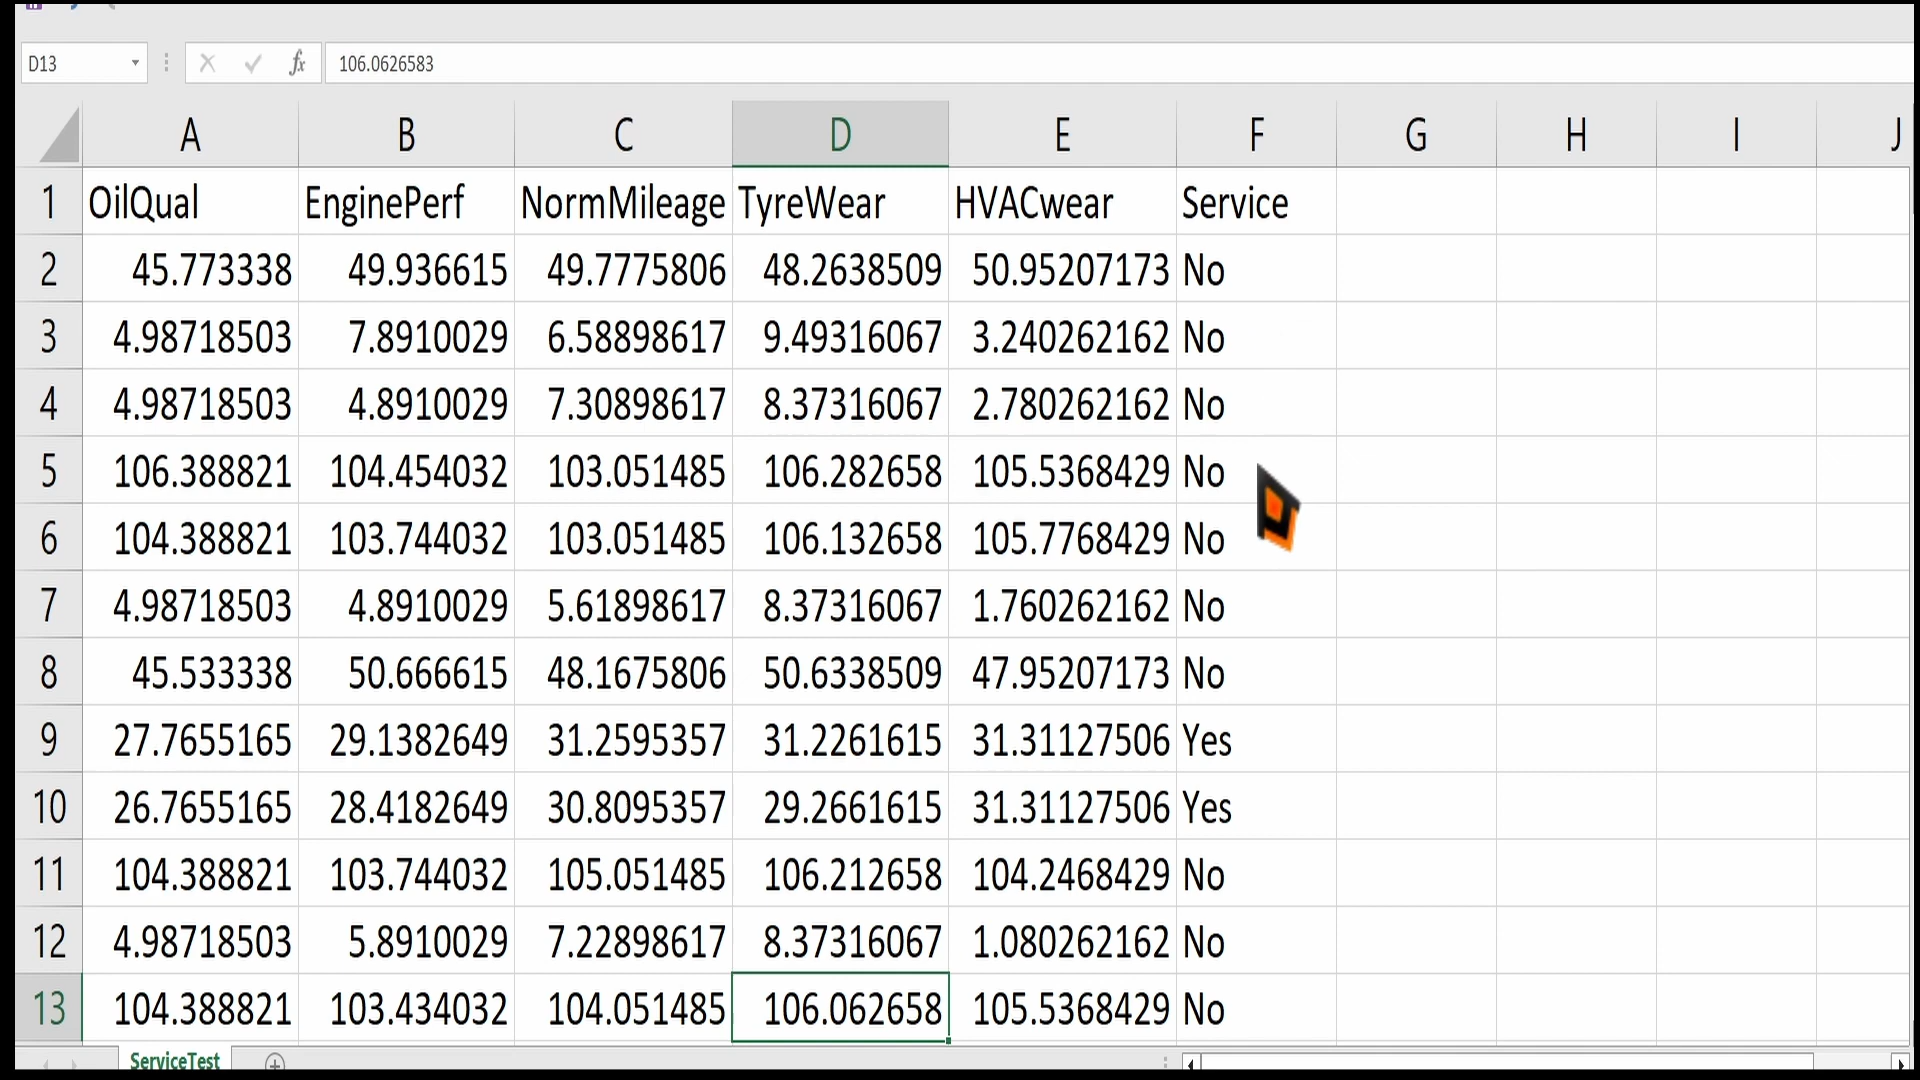 D13 fx 106.0626583
A B C D E F G H I J
1 OilQual EnginePerf NormMileage TyreWear HVACwear Service
2 45.773338 49.936615 49.7775806 48.2638509 50.95207173 No
3 4.98718503 7.8910029 6.58898617 9.49316067 3.240262162 No
4 4.98718503 4.8910029 7.30898617 8.37316067 2.780262162 No
5 106.388821 104.454032 103.051485 106.282658 105.5368429 No
6 104.388821 103.744032 103.051485 106.132658 105.7768429 No
7 4.98718503 4.8910029 5.61898617 8.37316067 1.760262162 No
8 45.533338 50.666615 48.1675806 50.6338509 47.95207173 No
9 27.7655165 29.1382649 31.2595357 31.2261615 31.31127506 Yes
10 26.7655165 28.4182649 30.8095357 29.2661615 31.31127506 Yes
11 104.388821 103.744032 105.051485 106.212658 104.2468429 No
12 4.98718503 5.8910029 7.22898617 8.37316067 1.080262162 No
13 104.388821 103.434032 104.051485 106.062658 105.5368429 No
ServiceTest